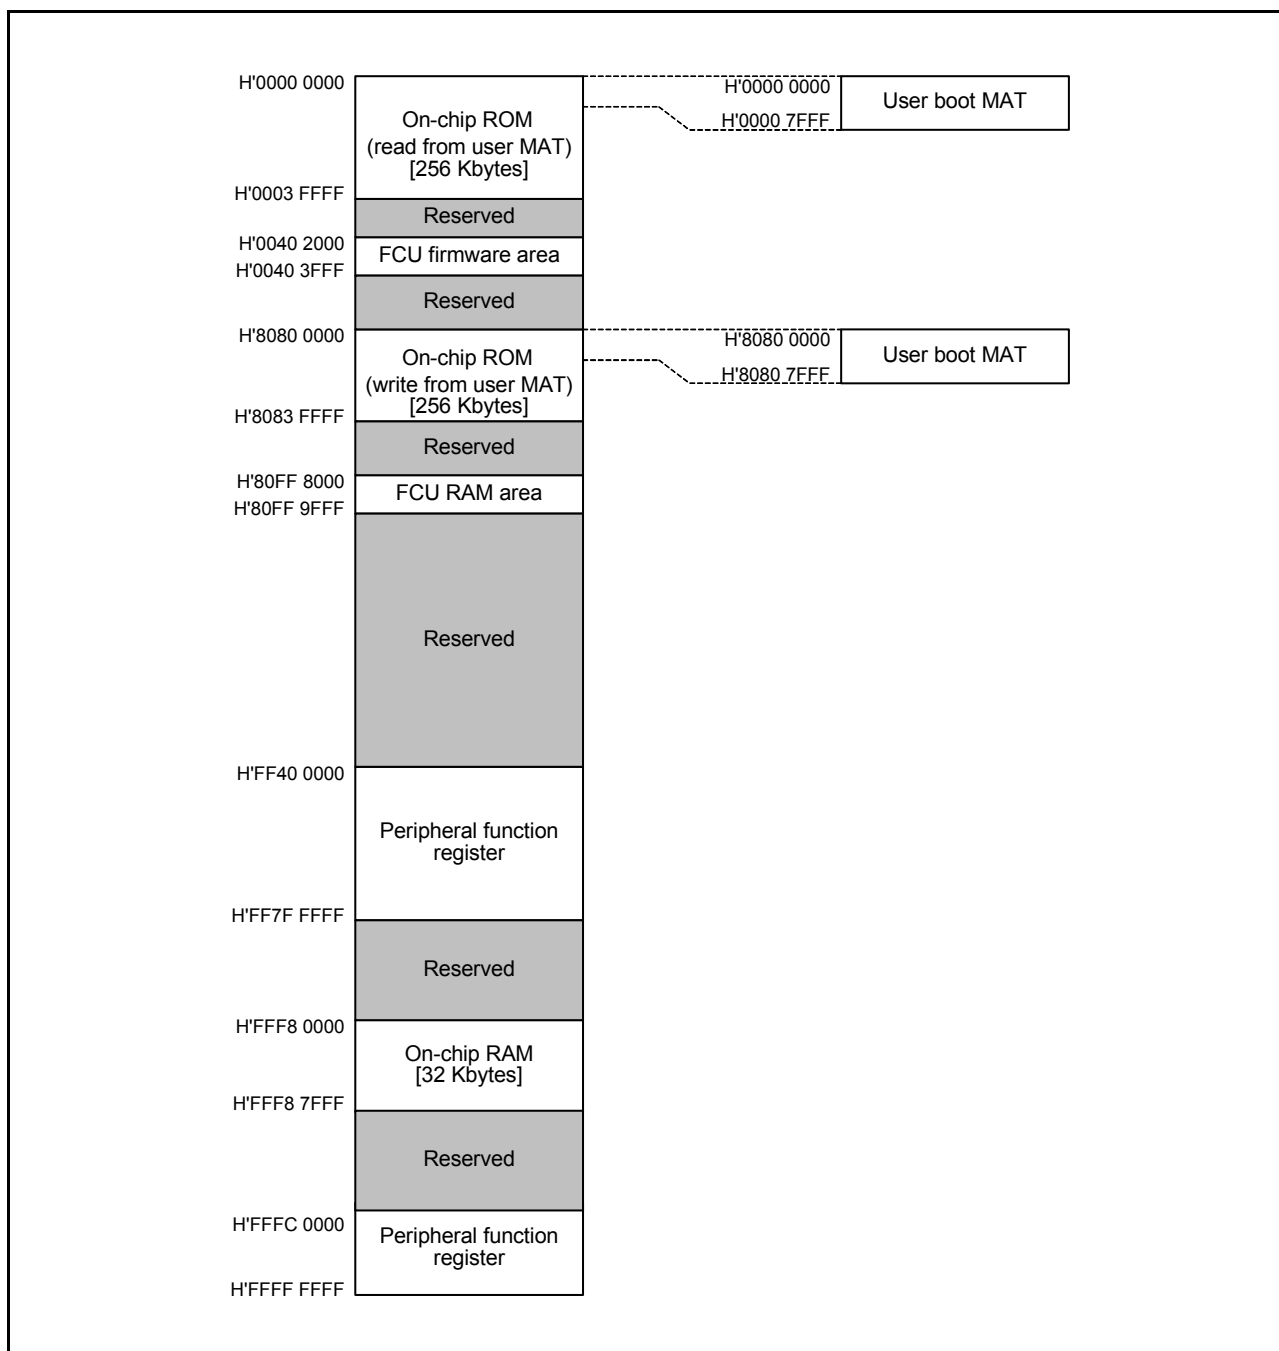 H'0000 0000
H'0000 0000
User boot MAT
On-chip ROM
H'0000 7FFF
(read from user MAT)
[256 Kbytes]
H'0003 FFFF
Reserved
H'0040 2000
FCU firmware area
H'0040 3FFF
Reserved
H'8080 0000
H'8080 0000
User boot MAT
On-chip ROM
H'8080 7FFF
(write from user MAT)
[256 Kbytes]
H'8083 FFFF
Reserved
H'80FF 8000
FCU RAM area
H'80FF 9FFF
Reserved
H'FF40 0000
Peripheral function
register
H'FF7F FFFF
Reserved
H'FFF8 0000
On-chip RAM
[32 Kbytes]
H'FFF8 7FFF
Reserved
H'FFFC 0000
Peripheral function
register
H'FFFF FFFF